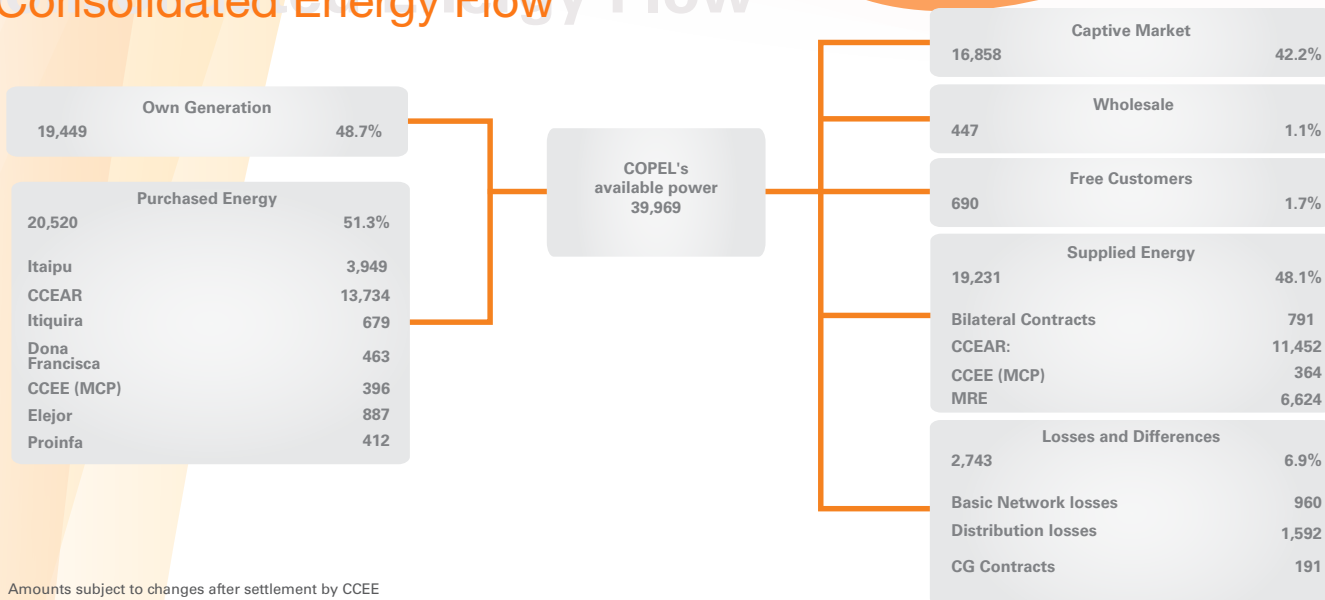 Consolidated Energy Flow
Own Generation
19,449 48.7%
Purchased Energy
20,520 51.3%
Itaipu 3,949
CCEAR 13,734
Itiquira 679
Dona
Francisca 463
CCEE (MCP) 396
Elejor 887
Proinfa 412
COPEL's
available power
39,969
Captive Market
16,858 42.2%
Wholesale
447 1.1%
Free Customers
690 1.7%
Supplied Energy
19,231 48.1%
Bilateral Contracts 791
CCEAR: 11,452
CCEE (MCP) 364
MRE 6,624
Losses and Differences
2,743 6.9%
Basic Network losses 960
Distribution losses 1,592
CG Contracts 191
Amounts subject to changes after settlement by CCEE